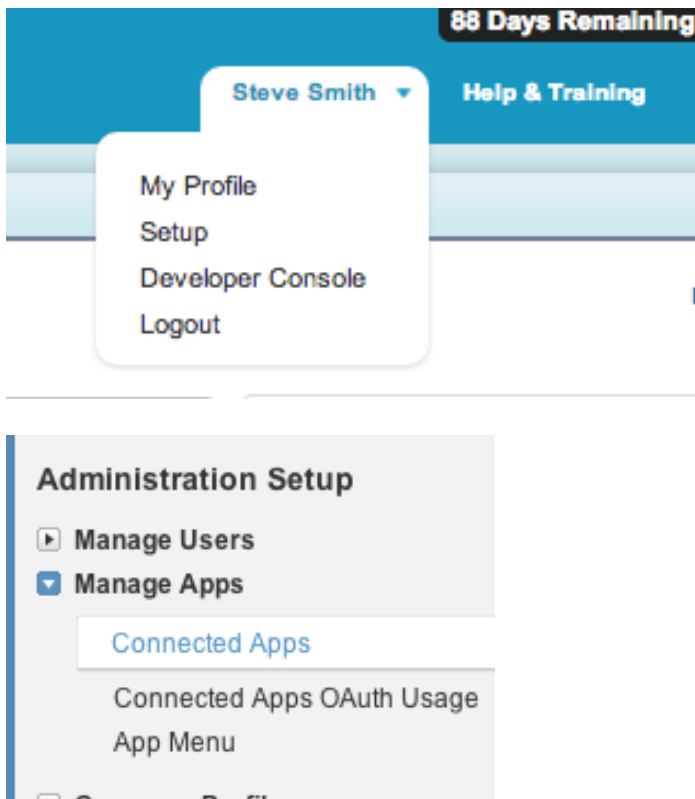 88 Days Remaining
Steve Smith
Help & Training
My Profile
Setup
Developer Console
Logout
Administration Setup
Manage Users
Manage Apps
Connected Apps
Connected Apps OAuth Usage
App Menu